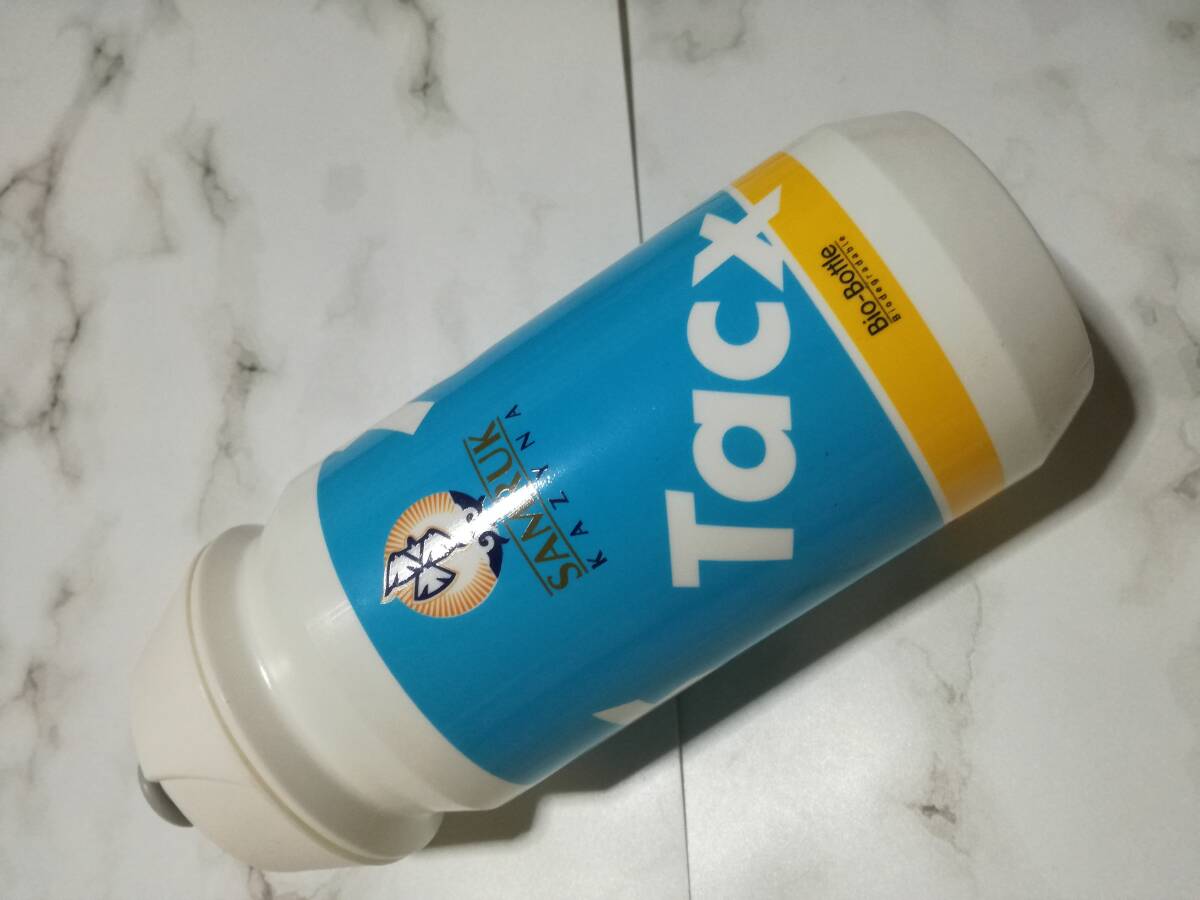 SAMRUK
KAZYNA
Tacx
Bio-Bottle
Biodegradable